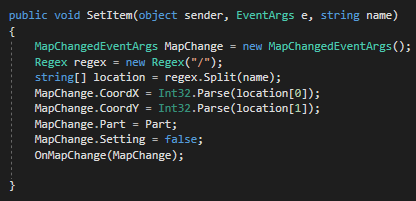 public void SetItem(object sender, EventArgs e, string name)
{
MapChangedEventArgs MapChange = new MapChangedEventArgs();
Regex regex = new Regex("/");
string[] location = regex.Split(name);
MapChange.CoordX = Int32.Parse(location[0]);
MapChange.CoordY = Int32.Parse(location[1]);
MapChange.Part = Part;
MapChange.Setting = false;
OnMapChange(MapChange);
}